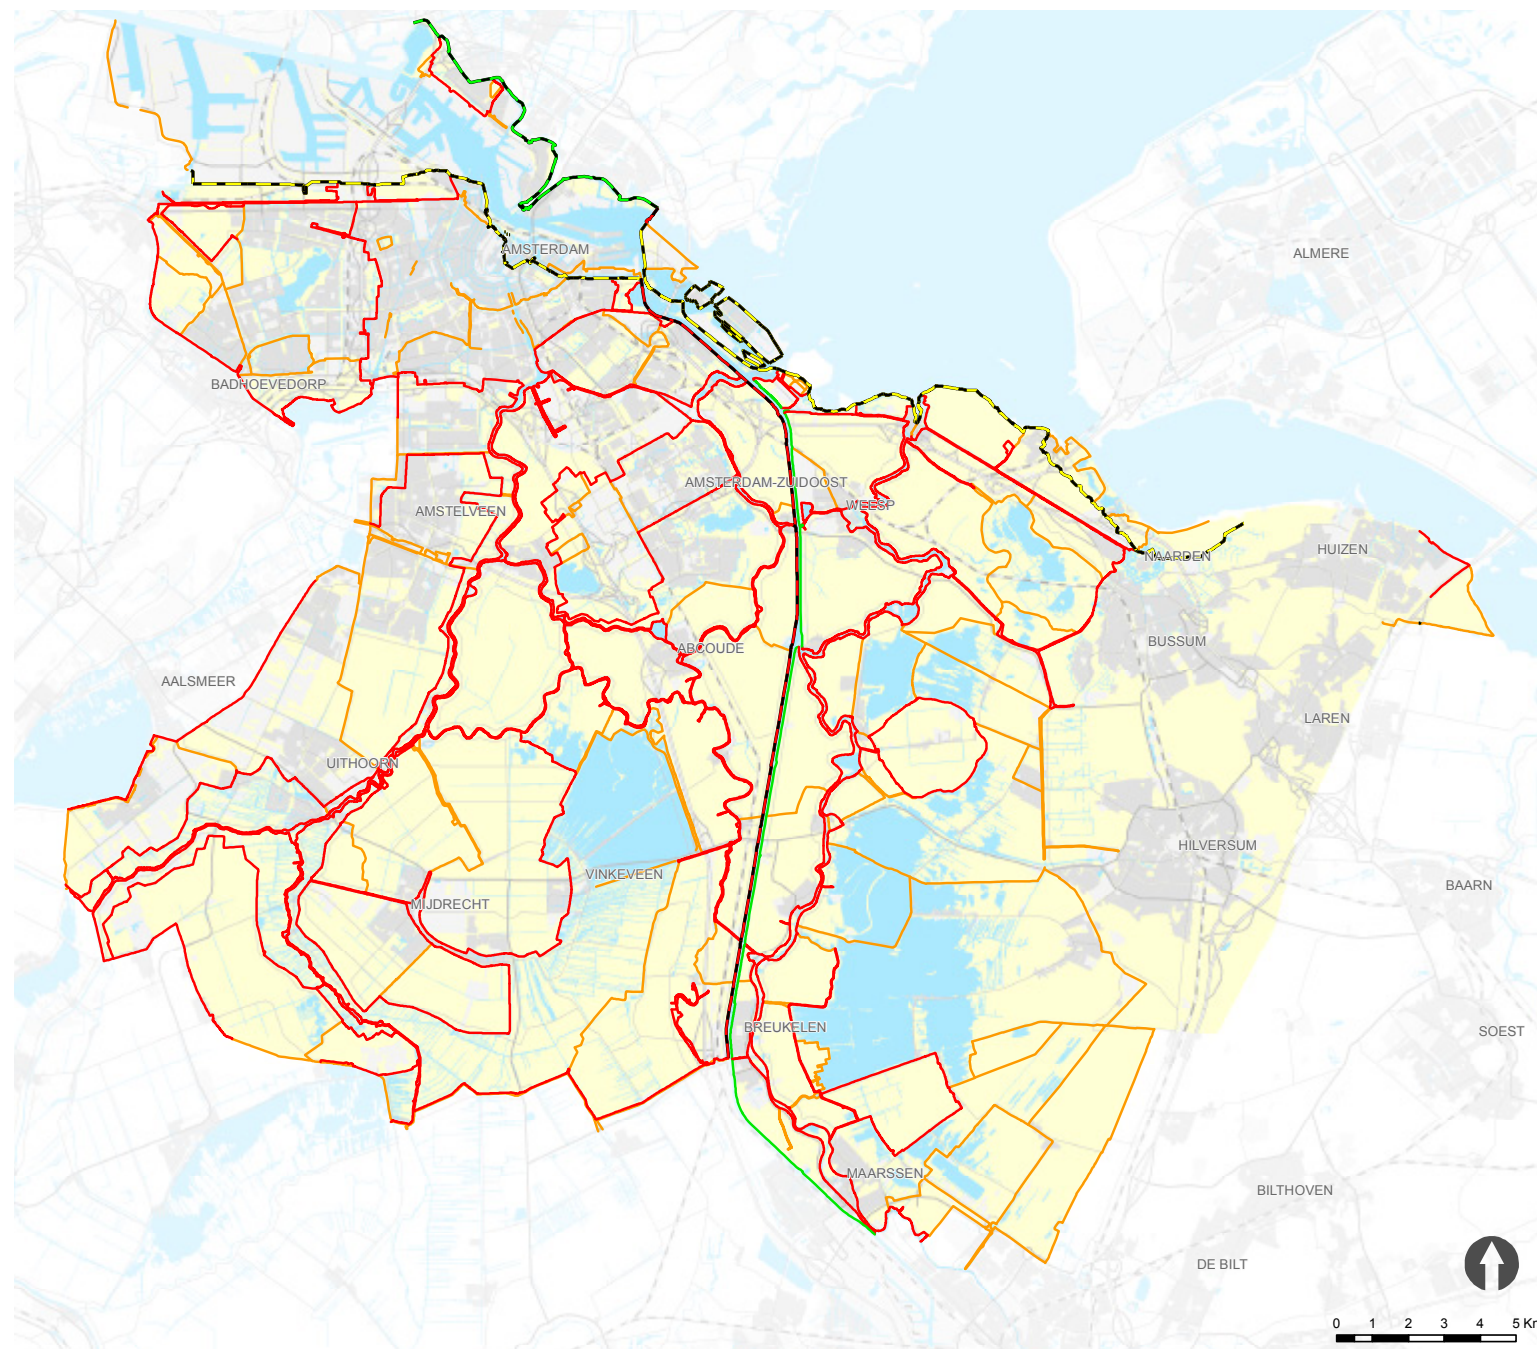 AMSTERDAM
ALMERE
BADHOEVEDORP
AMSTERDAM-ZUIDOOST
WEESP
AMSTELVEEN
NAARDEN
HUIZEN
BUSSUM
ABCOUDE
AALSMEER
LAREN
UITHOORN
HILVERSUM
VINKEVEEN
BAARN
MIJDRECHT
BREUKELEN
SOEST
MAARSSEN
BILTHOVEN
DE BILT
0 1 2 3 4 5 Km